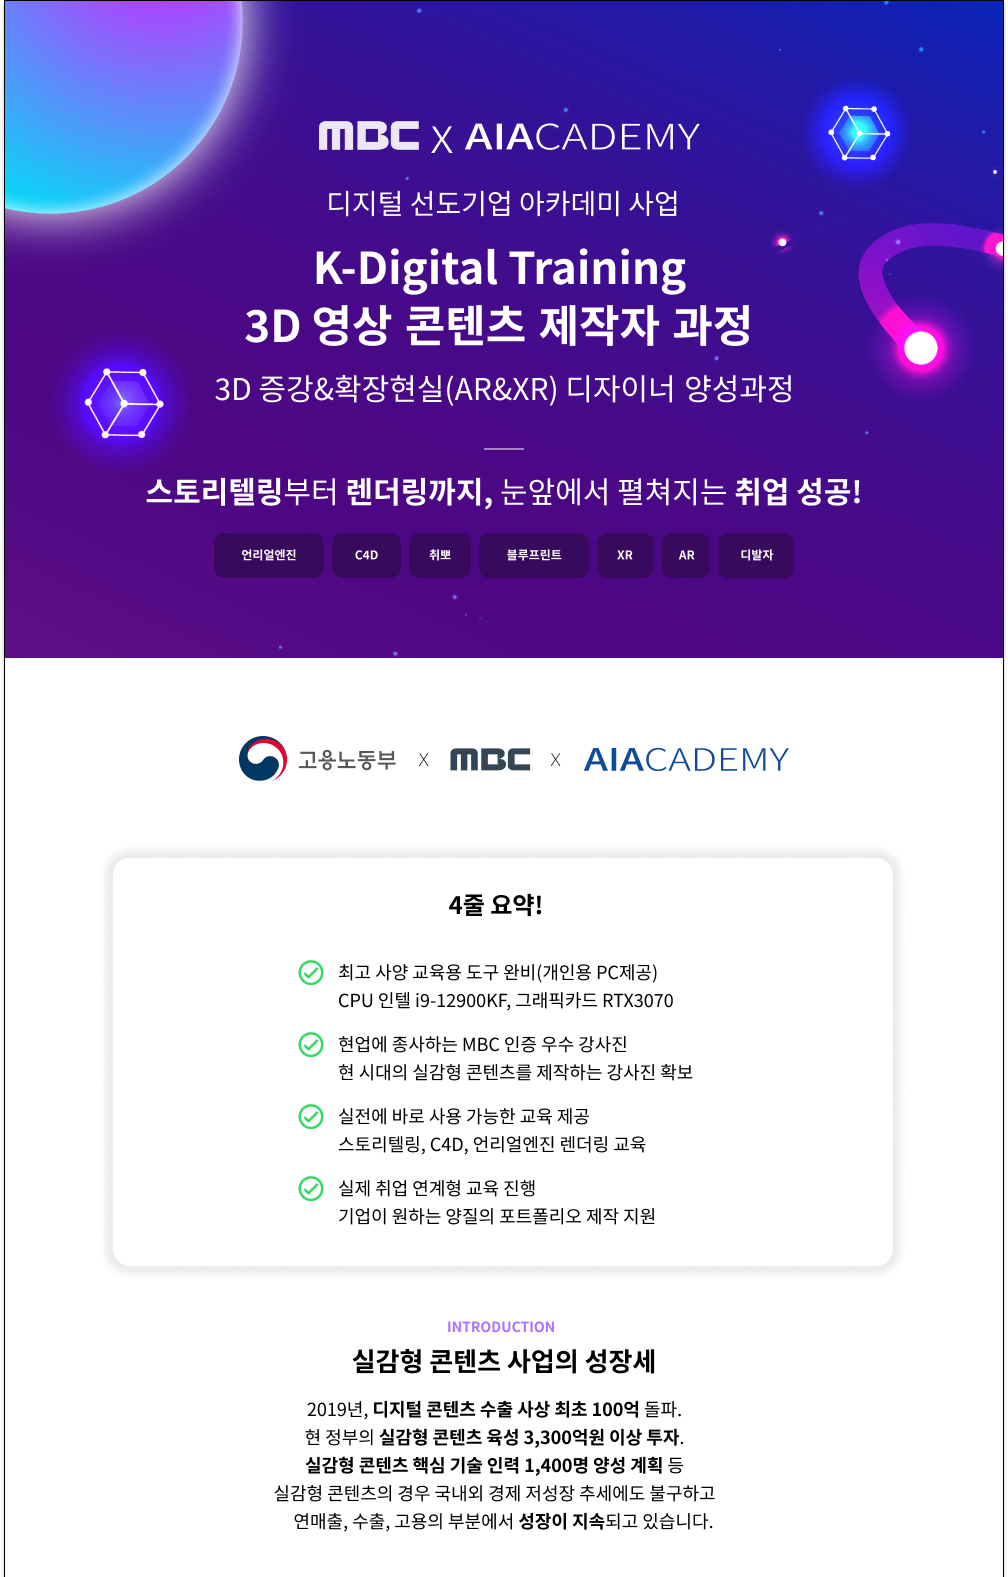 MBC X AIACADEMY
디지털 선도기업 아카데미 사업
K-Digital Training
3D 영상 콘텐츠 제작자 과정
3D 증강&확장현실(AR&XR) 디자이너 양성과정
스토리텔링부터 렌더링까지, 눈앞에서 펼쳐지는 취업 성공!
언리얼엔진 C4D 취뽀 블루프린트 XR AR 디발자
고용노동부 X MBC X AIACADEMY
4줄 요약!
최고 사양 교육용 도구 완비(개인용 PC제공)
CPU 인텔 i9-12900KF, 그래픽카드 RTX3070
현업에 종사하는 MBC 인증 우수 강사진
현 시대의 실감형 콘텐츠를 제작하는 강사진 확보
실전에 바로 사용 가능한 교육 제공
스토리텔링, C4D, 언리얼엔진 렌더링 교육
실제 취업 연계형 교육 진행
기업이 원하는 양질의 포트폴리오 제작 지원
INTRODUCTION
실감형 콘텐츠 사업의 성장세
2019년, 디지털 콘텐츠 수출 사상 최초 100억 돌파.
현 정부의 실감형 콘텐츠 육성 3,300억원 이상 투자.
실감형 콘텐츠 핵심 기술 인력 1,400명 양성 계획 등
실감형 콘텐츠의 경우 국내외 경제 저성장 추세에도 불구하고
연매출, 수출, 고용의 부분에서 성장이 지속되고 있습니다.